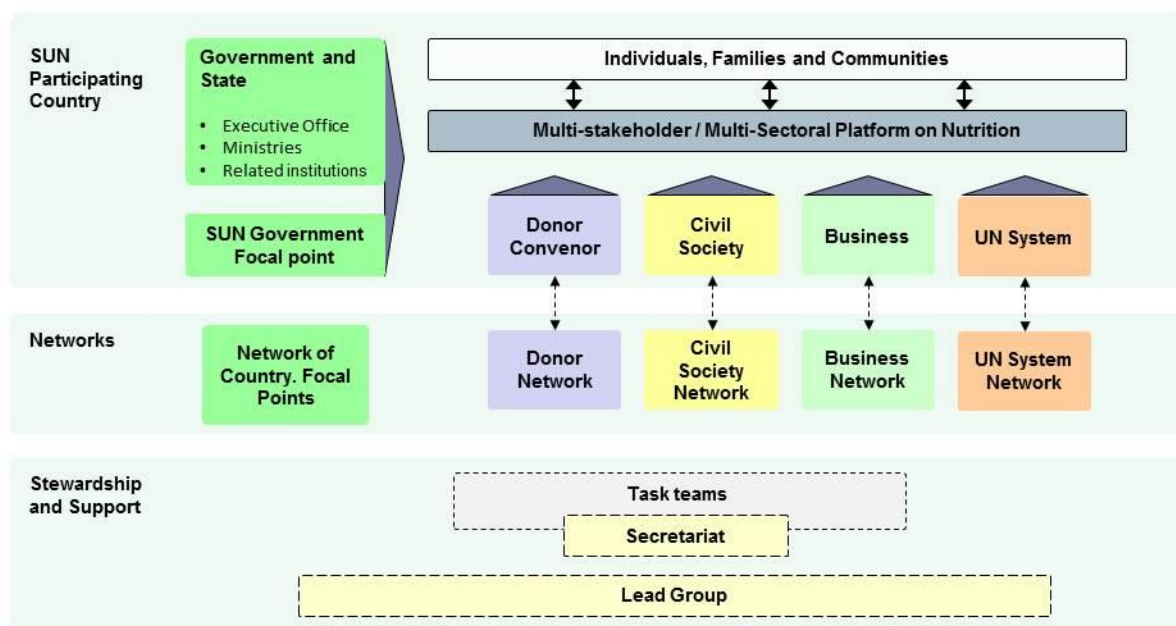 SUN
Participating
Country
Government and
State
• Executive Office
• Ministries
• Related institutions
SUN Government
Focal point
Individuals, Families and Communities
Multi-stakeholder / Multi-Sectoral Platform on Nutrition
Donor
Convenor
Civil
Society
Business
UN System
Networks
Network of
Country. Focal
Points
Donor
Network
Civil
Society
Network
Business
Network
UN System
Network
Stewardship
and Support
Task teams
Secretariat
Lead Group